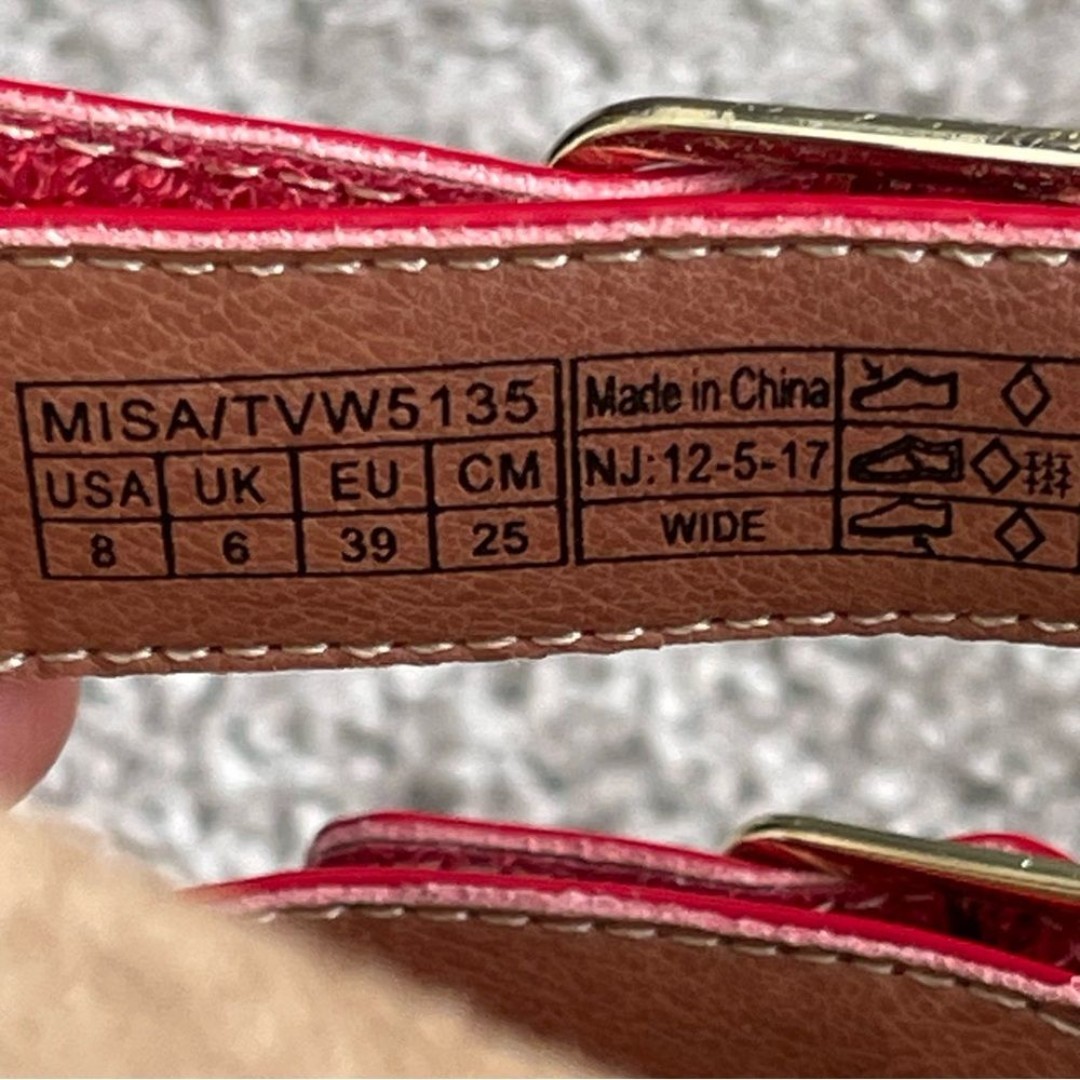 MISA/TVW5135
USA UK EU CM
8 6 39 25
Made in China
NJ:12-5-17
WIDE